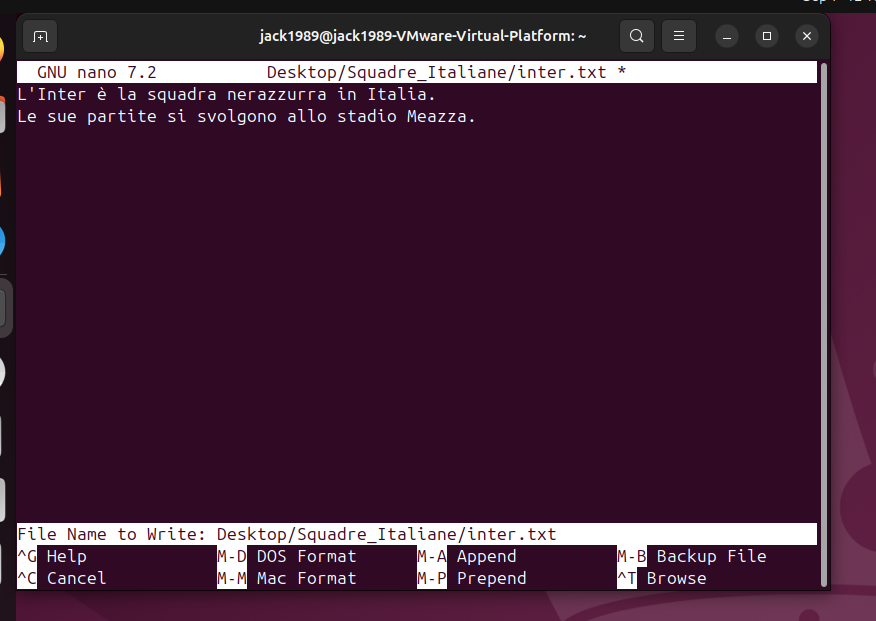 jack1989@jack1989-VMware-Virtual-Platform: ~
GNU nano 7.2 Desktop/Squadre_Italiane/inter.txt *
L'Inter è la squadra nerazzurra in Italia.
Le sue partite si svolgono allo stadio Meazza.
File Name to Write: Desktop/Squadre_Italiane/inter.txt
^G Help M-D DOS Format M-A Append M-B Backup File
^C Cancel M-M Mac Format M-P Prepend ^T Browse